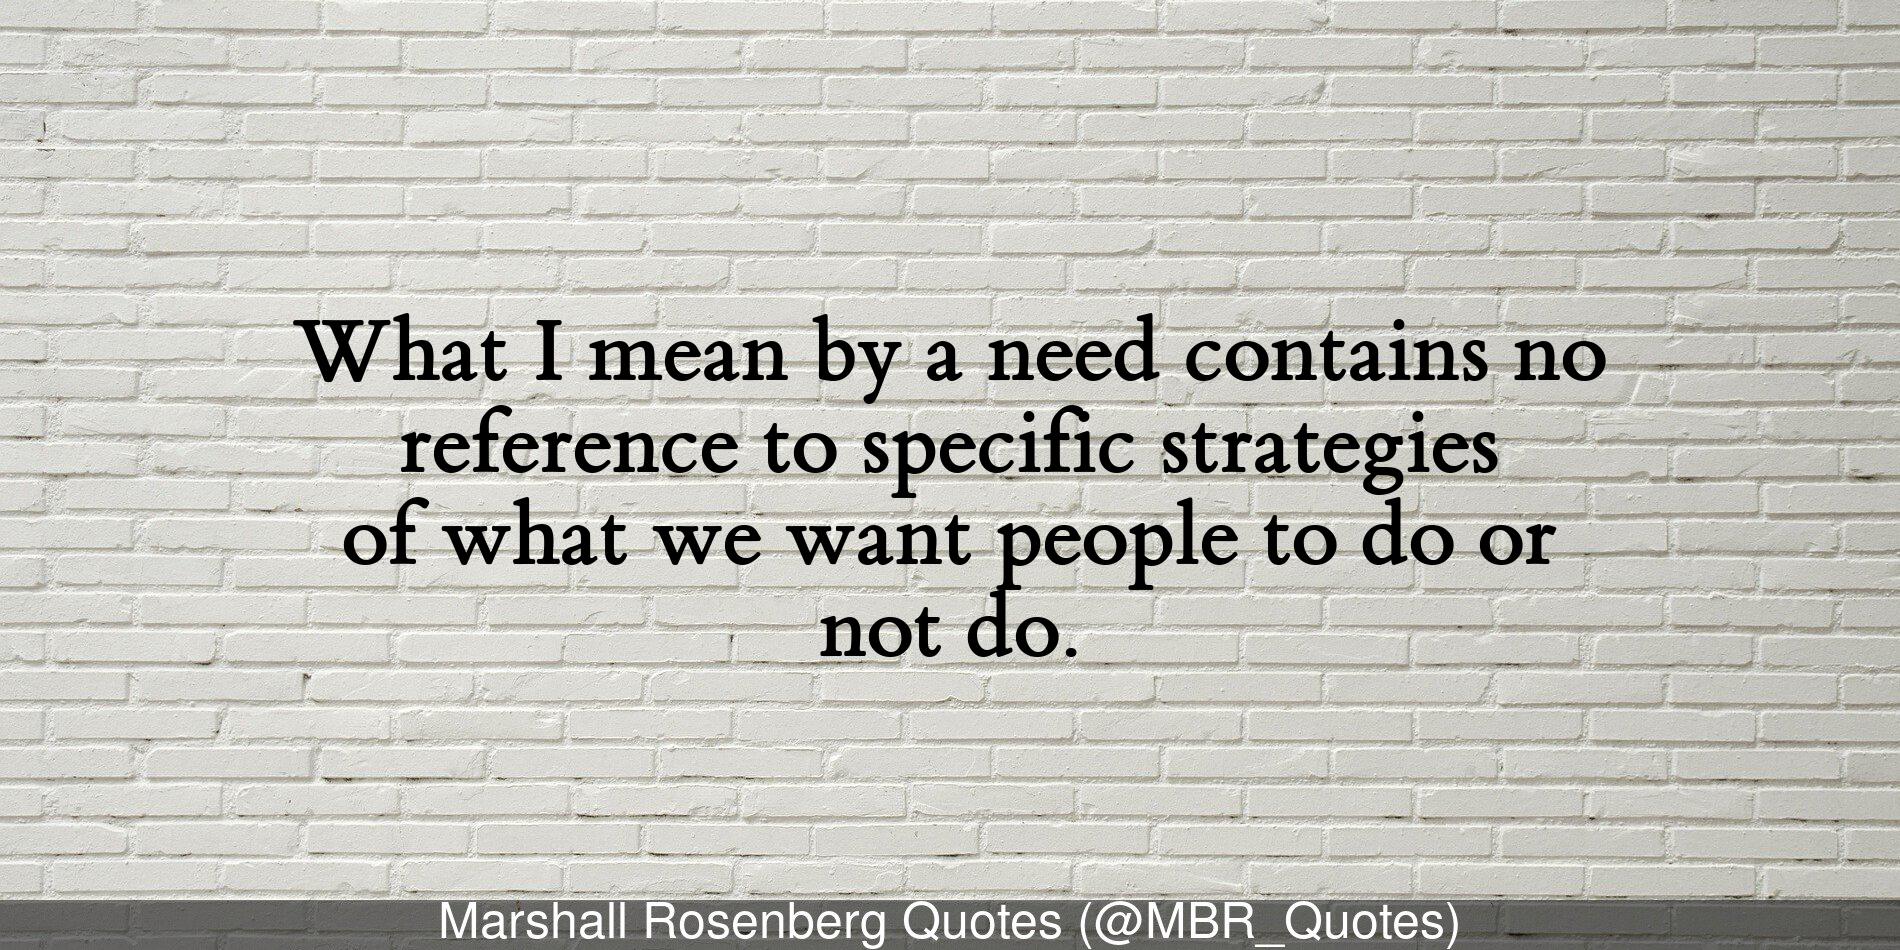 What I mean by a need contains no
reference to specific strategies
of what we want people to do or
not do.
Marshall Rosenberg Quotes (@MBR_Quotes)